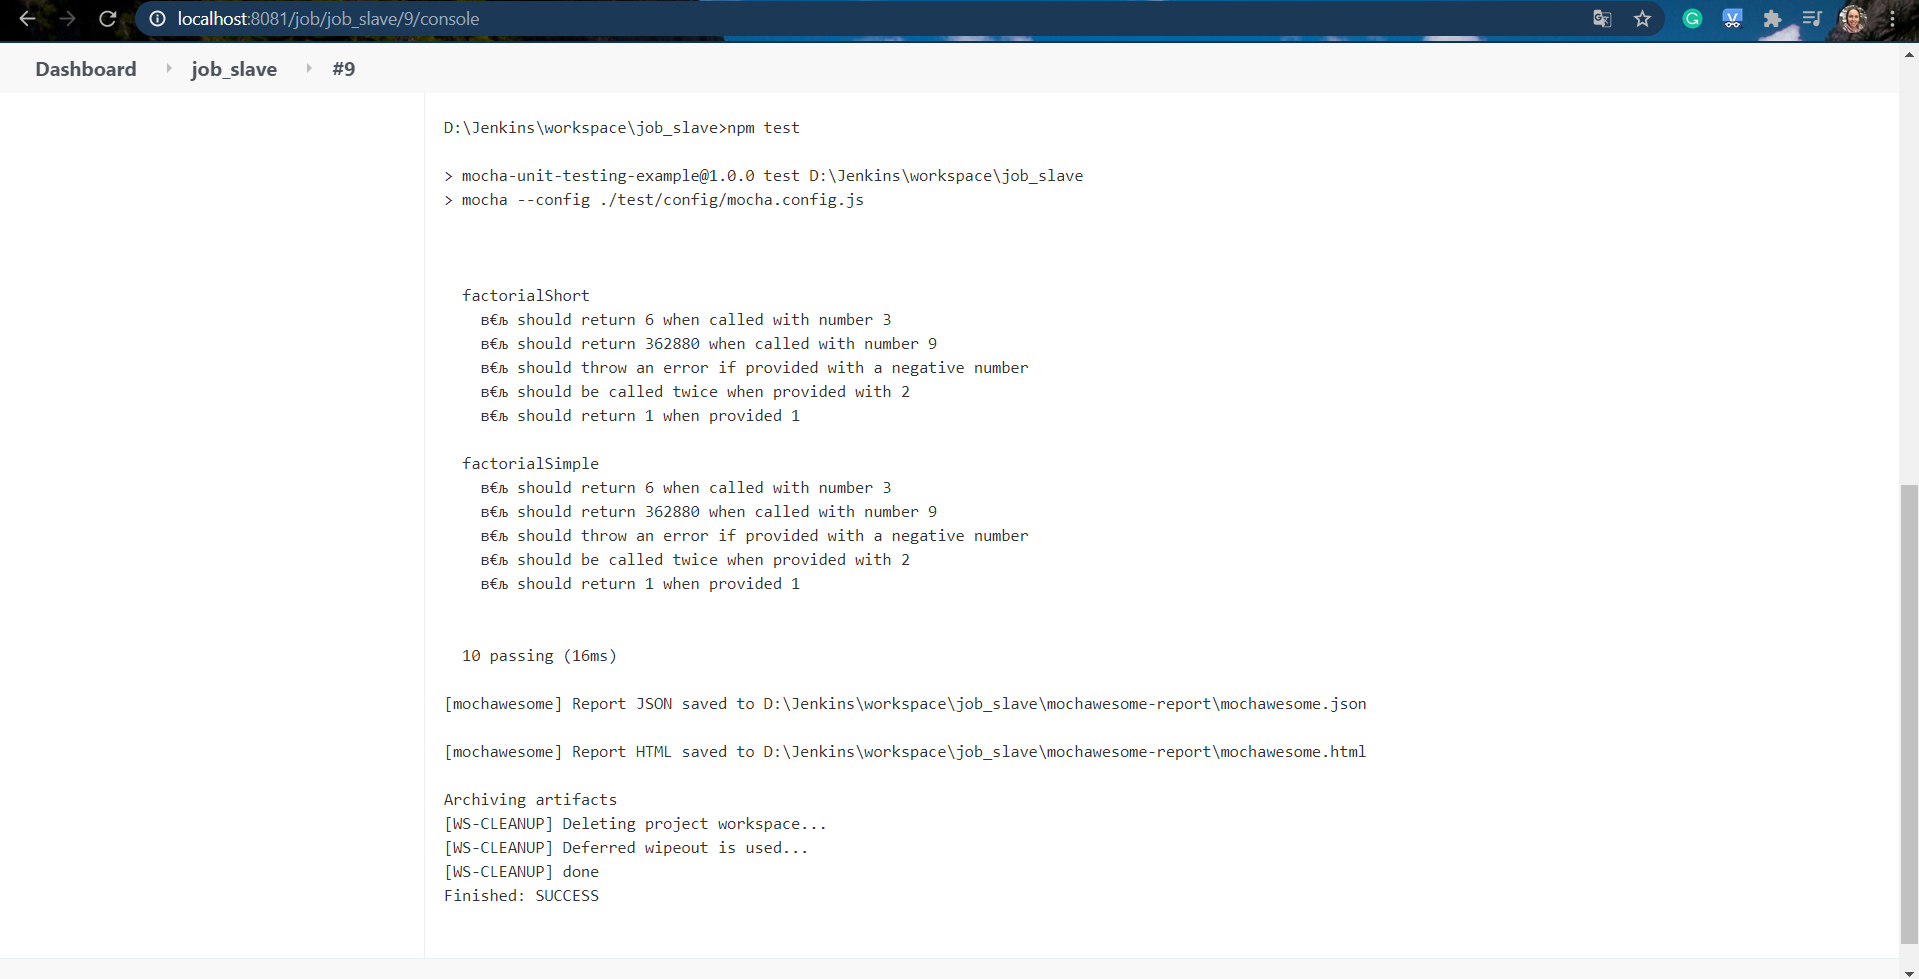 localhost:8081/job/job_slave/9/console
Dashboard job_slave #9
D:\Jenkins\workspace\job_slave>npm test
> mocha-unit-testing-example@1.0.0 test D:\Jenkins\workspace\job_slave
> mocha --config ./test/config/mocha.config.js
factorialShort
в€љ should return 6 when called with number 3
в€љ should return 362880 when called with number 9
в€љ should throw an error if provided with a negative number
в€љ should be called twice when provided with 2
в€љ should return 1 when provided 1
factorialSimple
в€љ should return 6 when called with number 3
в€љ should return 362880 when called with number 9
в€љ should throw an error if provided with a negative number
в€љ should be called twice when provided with 2
в€љ should return 1 when provided 1
10 passing (16ms)
[mochawesome] Report JSON saved to D:\Jenkins\workspace\job_slave\mochawesome-report\mochawesome.json
[mochawesome] Report HTML saved to D:\Jenkins\workspace\job_slave\mochawesome-report\mochawesome.html
Archiving artifacts
[WS-CLEANUP] Deleting project workspace...
[WS-CLEANUP] Deferred wipeout is used...
[WS-CLEANUP] done
Finished: SUCCESS